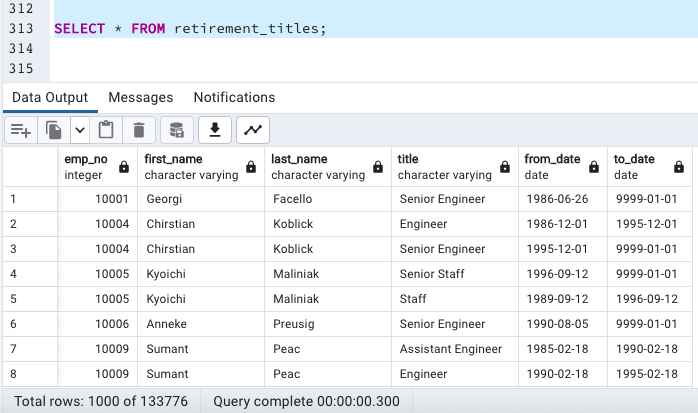 312
313 SELECT * FROM retirement_titles;
314
315
Data Output Messages Notifications
emp_no first_name last_name title from_date to_date
integer character varying character varying character varying date date
1 10001 Georgi Facello Senior Engineer 1986-06-26 9999-01-01
2 10004 Chirstian Koblick Engineer 1986-12-01 1995-12-01
3 10004 Chirstian Koblick Senior Engineer 1995-12-01 9999-01-01
4 10005 Kyoichi Maliniak Senior Staff 1996-09-12 9999-01-01
5 10005 Kyoichi Maliniak Staff 1989-09-12 1996-09-12
6 10006 Anneke Preusig Senior Engineer 1990-08-05 9999-01-01
7 10009 Sumant Peac Assistant Engineer 1985-02-18 1990-02-18
8 10009 Sumant Peac Engineer 1990-02-18 1995-02-18
Total rows: 1000 of 133776 Query complete 00:00:00.300